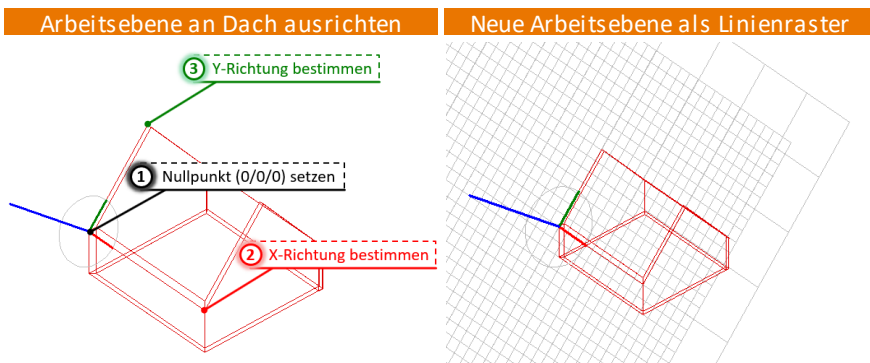 Arbeitsebene an Dach ausrichten
Neue Arbeitsebene als Linienraster
3 Y-Richtung bestimmen
1 Nullpunkt (0/0/0) setzen
2 X-Richtung bestimmen